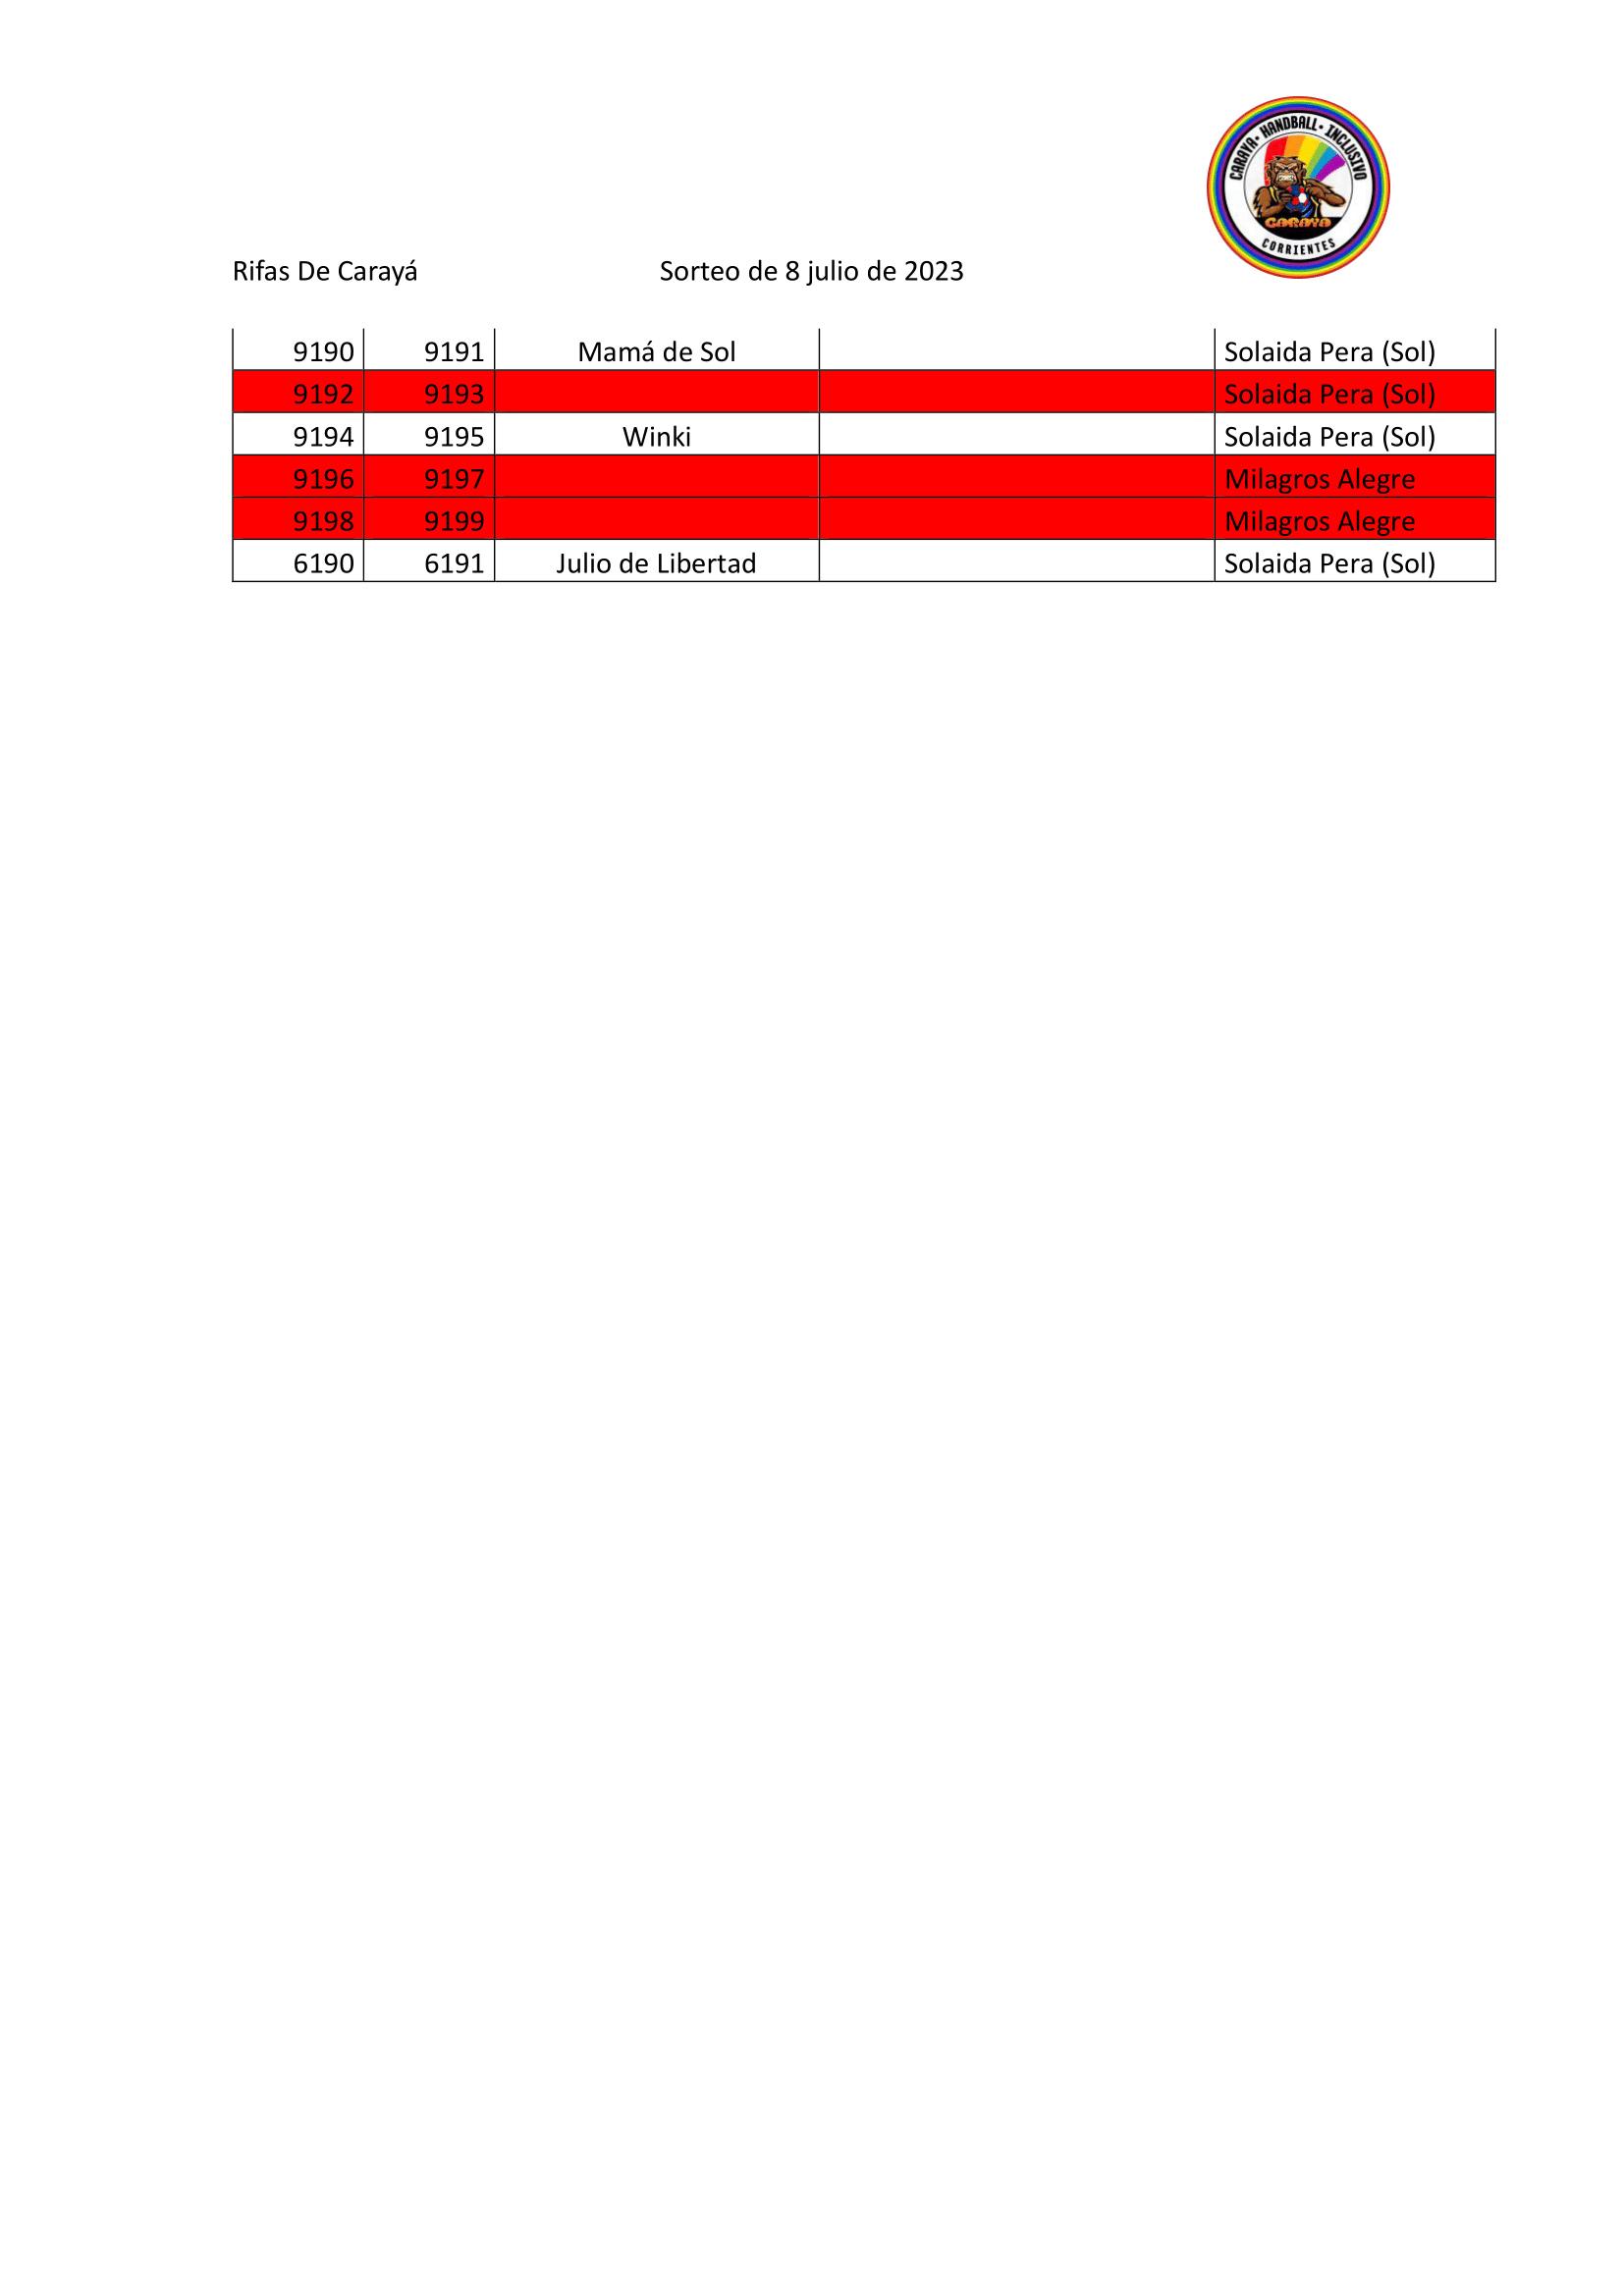 CARAYA • HANDBALL • INCLUSIVO
CARAYA
CORRIENTES
Rifas De Carayá Sorteo de 8 julio de 2023
9190 9191 Mamá de Sol Solaida Pera (Sol)
9192 9193 Solaida Pera (Sol)
9194 9195 Winki Solaida Pera (Sol)
9196 9197 Milagros Alegre
9198 9199 Milagros Alegre
6190 6191 Julio de Libertad Solaida Pera (Sol)